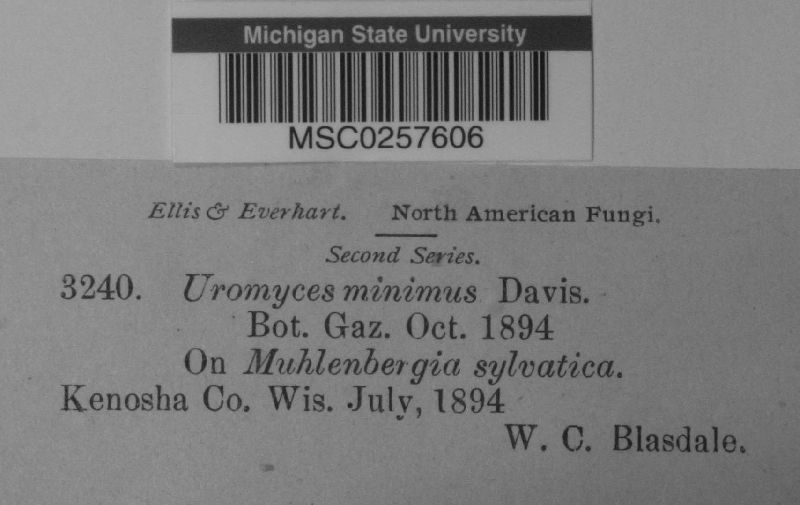 Michigan State University
MSC0257606
Ellis & Everhart. North American Fungi.
Second Series.
3240. Uromyces minimus Davis.
Bot. Gaz. Oct. 1894
On Muhlenbergia sylvatica.
Kenosha Co. Wis. July, 1894
W. C. Blasdale.